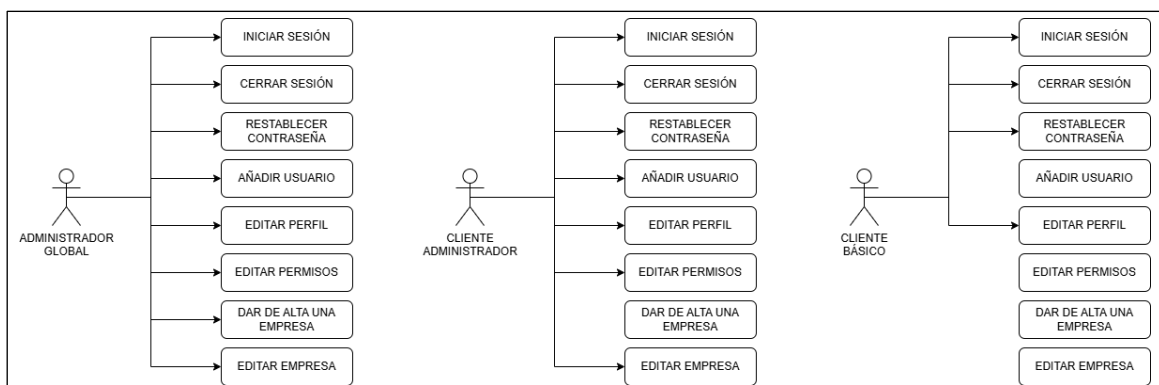 INICIAR SESIÓN
CERRAR SESIÓN
RESTABLECER
CONTRASEÑA
AÑADIR USUARIO
ADMINISTRADOR
GLOBAL
EDITAR PERFIL
EDITAR PERMISOS
DAR DE ALTA UNA
EMPRESA
EDITAR EMPRESA
INICIAR SESIÓN
CERRAR SESIÓN
RESTABLECER
CONTRASEÑA
AÑADIR USUARIO
CLIENTE
ADMINISTRADOR
EDITAR PERFIL
EDITAR PERMISOS
DAR DE ALTA UNA
EMPRESA
EDITAR EMPRESA
INICIAR SESIÓN
CERRAR SESIÓN
RESTABLECER
CONTRASEÑA
AÑADIR USUARIO
CLIENTE
BÁSICO
EDITAR PERFIL
EDITAR PERMISOS
DAR DE ALTA UNA
EMPRESA
EDITAR EMPRESA